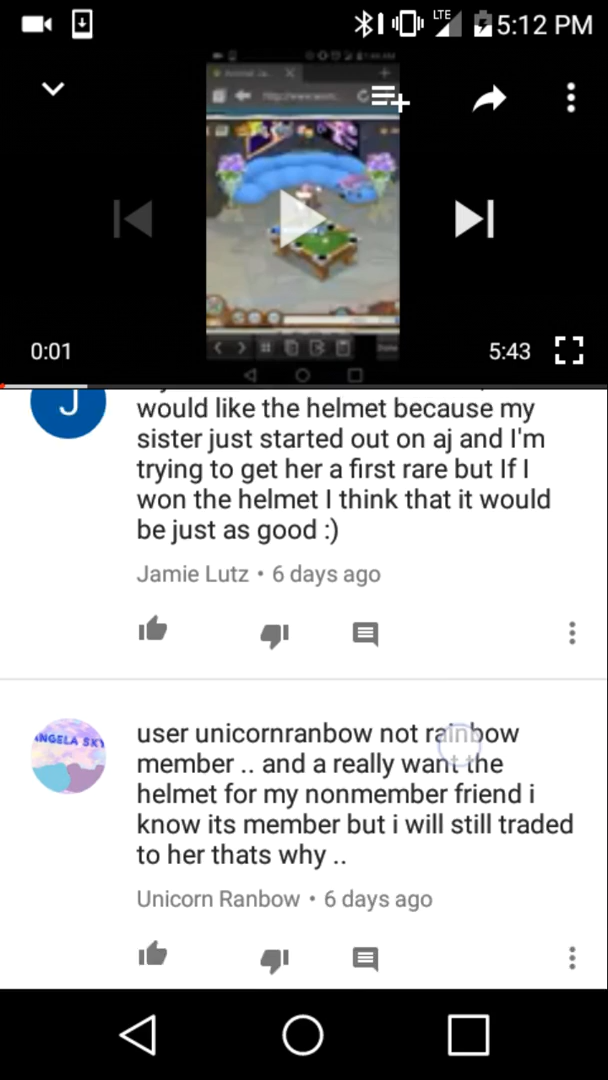 LTE 5:12 PM
0:01
5:43
J
would like the helmet because my
sister just started out on aj and I'm
trying to get her a first rare but If I
won the helmet I think that it would
be just as good :)
Jamie Lutz • 6 days ago
ANGELA SKY
user unicornranbow not rainbow
member .. and a really want the
helmet for my nonmember friend i
know its member but i will still traded
to her thats why ..
Unicorn Ranbow • 6 days ago